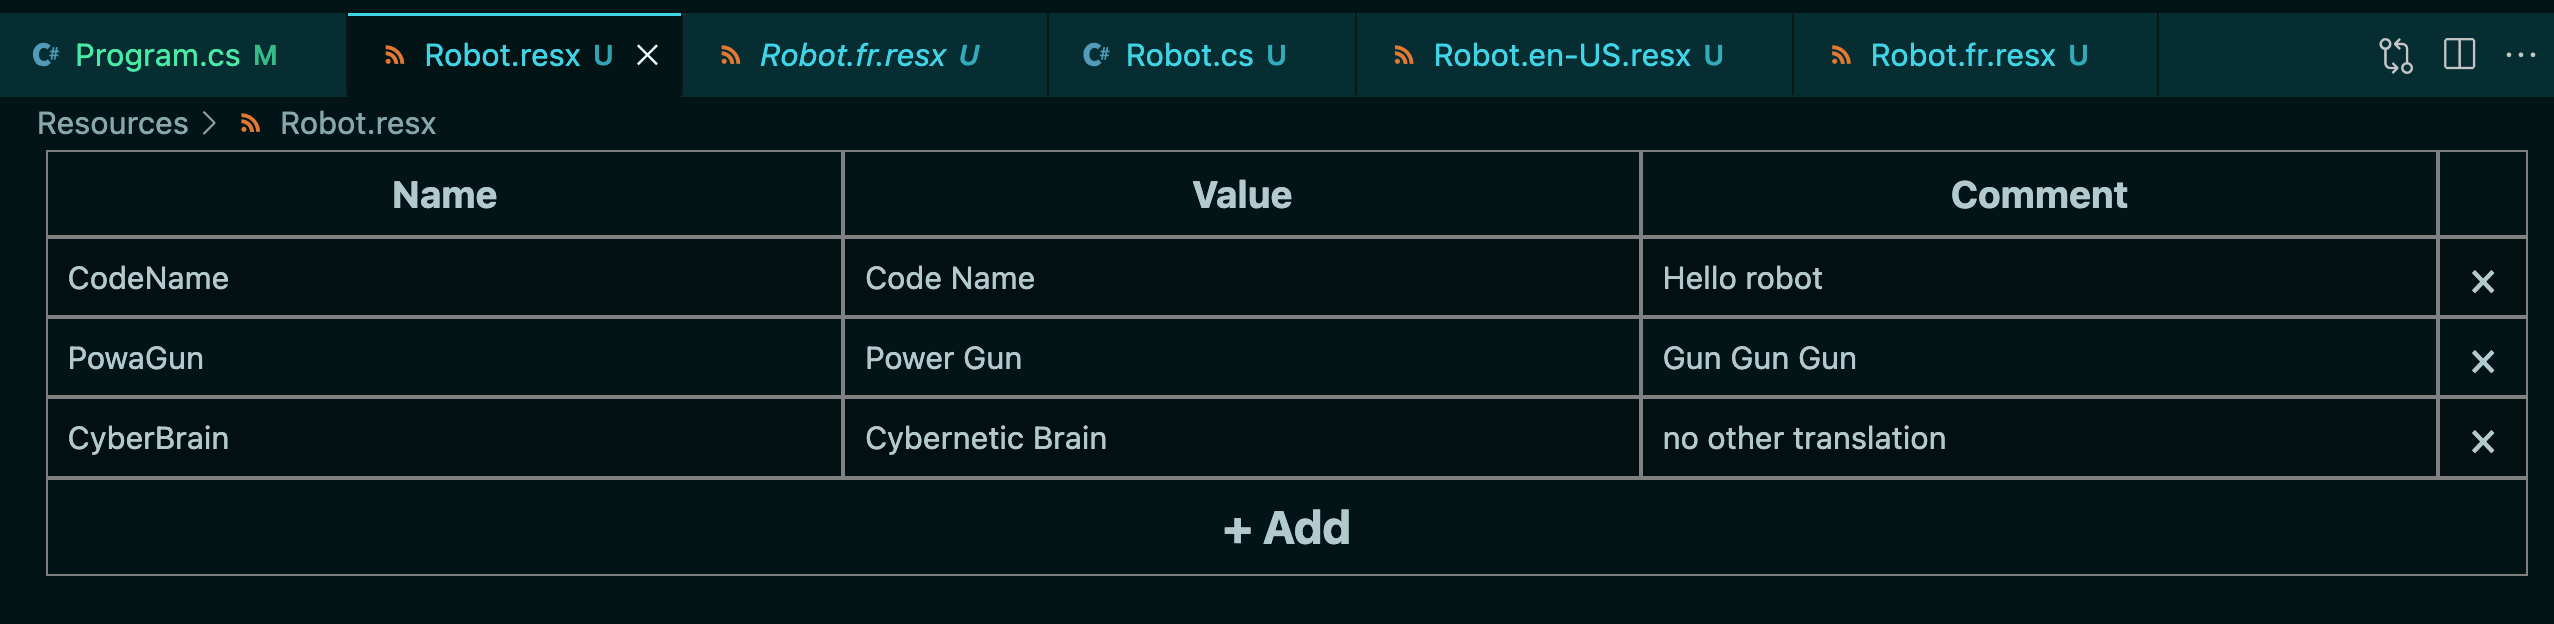 C# Program.cs M Robot.resx U Robot.fr.resx U C# Robot.cs U Robot.en-US.resx U Robot.fr.resx U
Resources > Robot.resx
Name Value Comment
CodeName Code Name Hello robot
PowaGun Power Gun Gun Gun Gun
CyberBrain Cybernetic Brain no other translation
+ Add